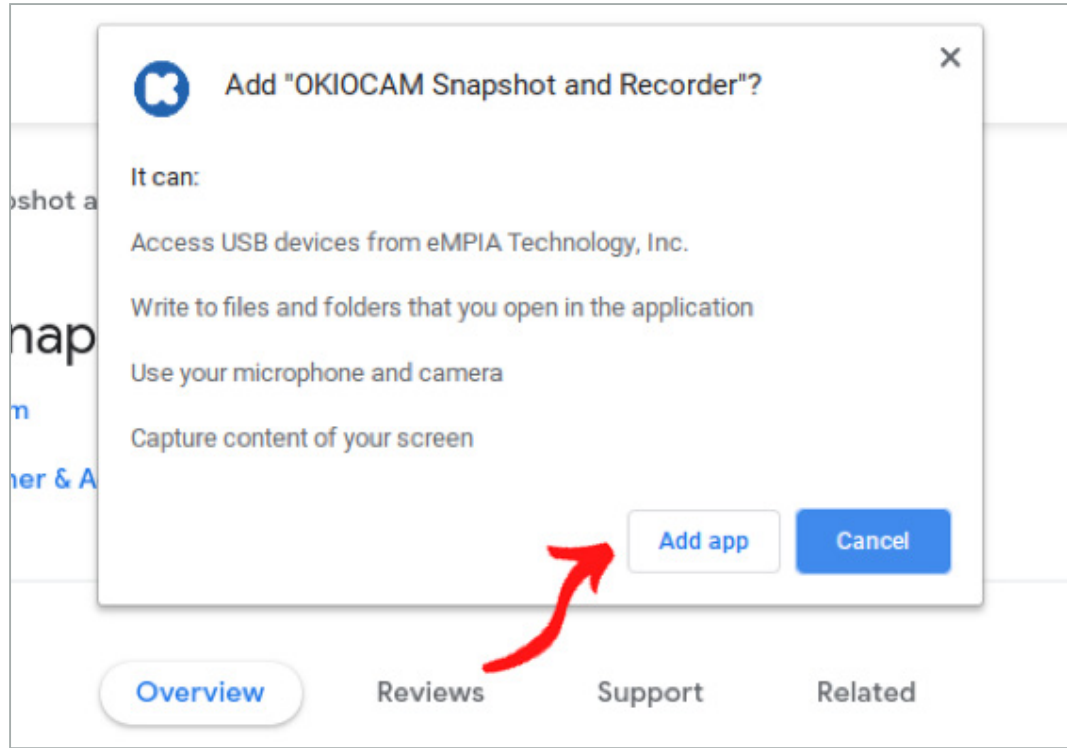 Add "OKIOCAM Snapshot and Recorder"?
It can:
Access USB devices from eMPIA Technology, Inc.
Write to files and folders that you open in the application
Use your microphone and camera
Capture content of your screen
Add app
Cancel
Overview
Reviews
Support
Related